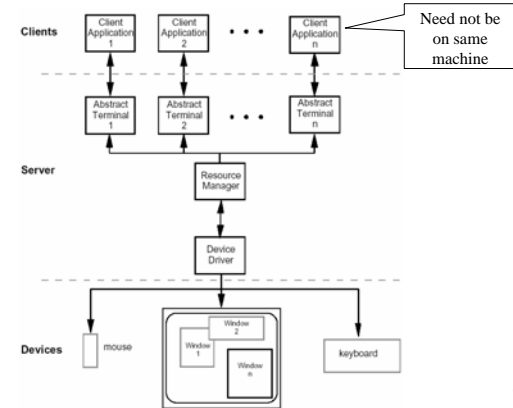 Clients
Client
Application
1
Client
Application
2
• • •
Client
Application
n
Need not be
on same
machine
Abstract
Terminal
1
Abstract
Terminal
2
• • •
Abstract
Terminal
n
Server
Resource
Manager
Device
Driver
Devices
mouse
Window
1
Window
2
Window
n
keyboard